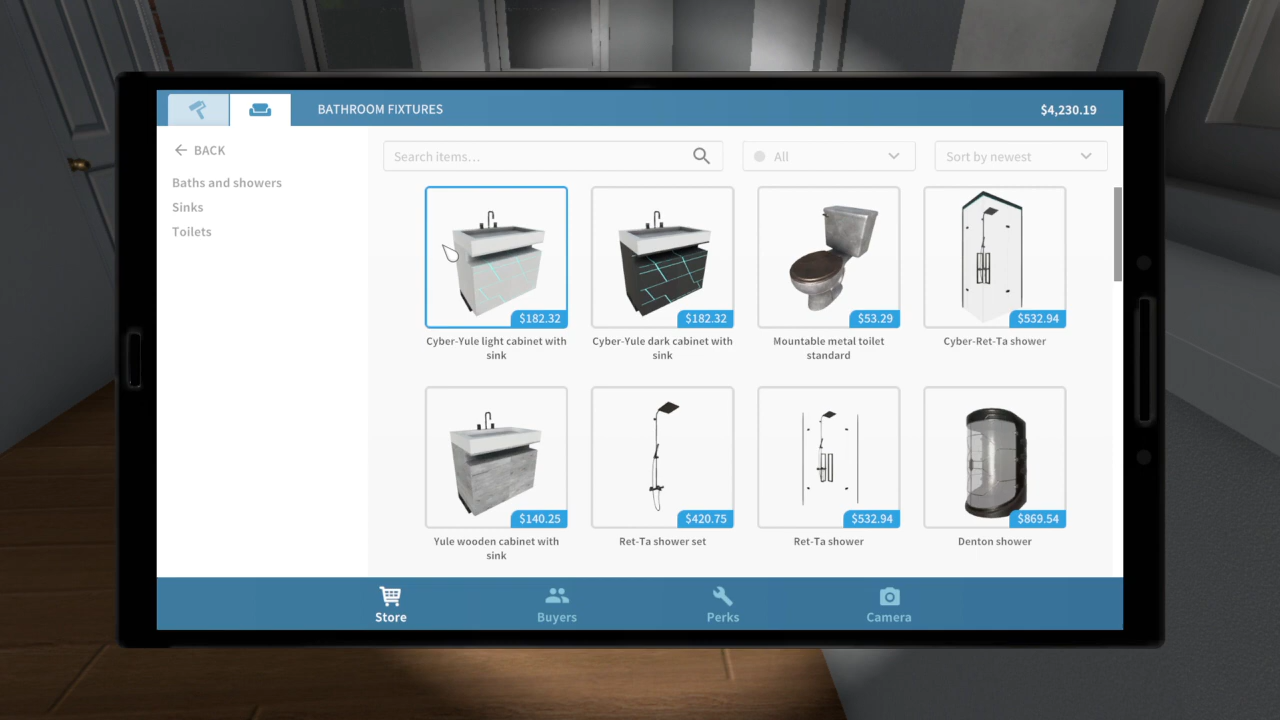 BATHROOM FIXTURES
$4,230.19
BACK
Baths and showers
Sinks
Toilets
Search items...
All
Sort by newest
$182.32
$182.32
$53.29
$532.94
Cyber-Yule light cabinet with
sink
Cyber-Yule dark cabinet with
sink
Mountable metal toilet
standard
Cyber-Ret-Ta shower
$140.25
$420.75
$532.94
$869.54
Yule wooden cabinet with
sink
Ret-Ta shower set
Ret-Ta shower
Denton shower
Store
Buyers
Perks
Camera